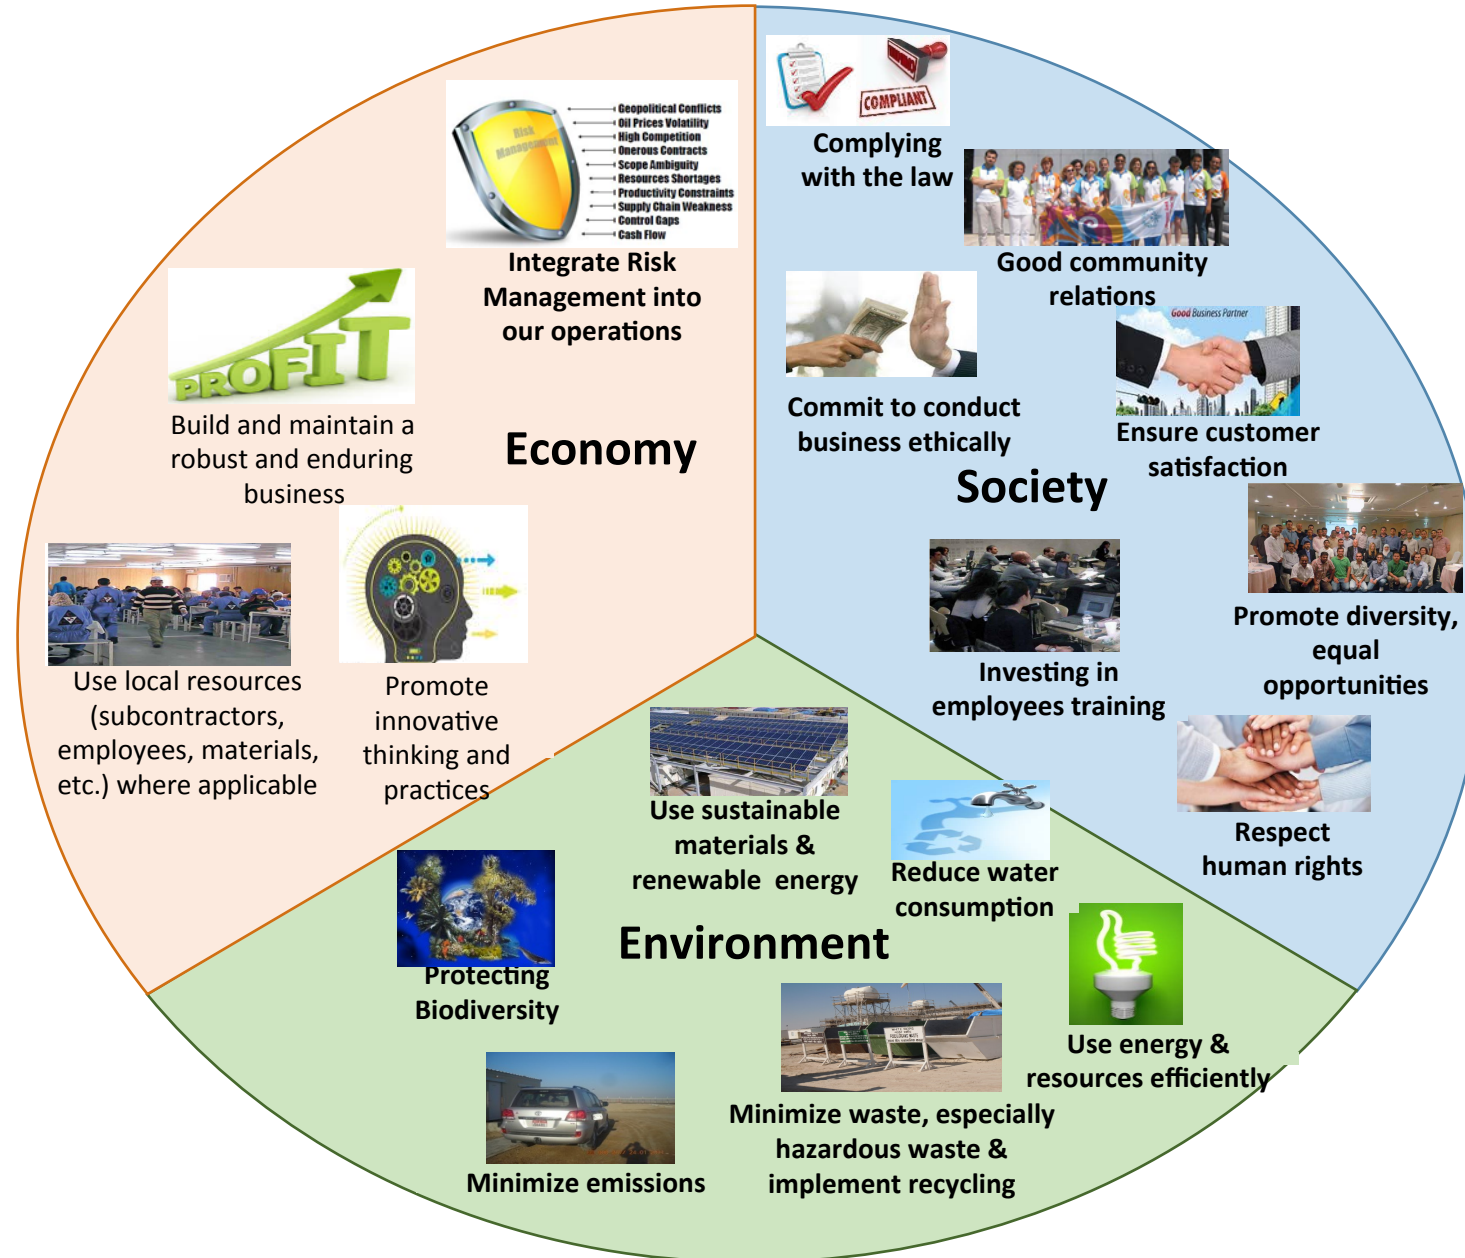 Risk
Management
Geopolitical Conflicts
Oil Prices Volatility
High Competition
Onerous Contracts
Scope Ambiguity
Resources Shortages
Productivity Constraints
Supply Chain Weakness
Control Gaps
Cash Flow
Integrate Risk
Management into
our operations
PROFIT
Build and maintain a
robust and enduring
business
Economy
Use local resources
(subcontractors,
employees, materials,
etc.) where applicable
Promote
innovative
thinking and
practices
COMPLIANT
Complying
with the law
Good community
relations
Commit to conduct
business ethically
Good Business Partner
Ensure customer
satisfaction
Society
Investing in
employees training
Promote diversity,
equal
opportunities
Respect
human rights
Use sustainable
materials &
renewable  energy
Reduce water
consumption
Environment
Protecting
Biodiversity
Use energy &
resources efficiently
Minimize waste, especially
hazardous waste &
implement recycling
Minimize emissions